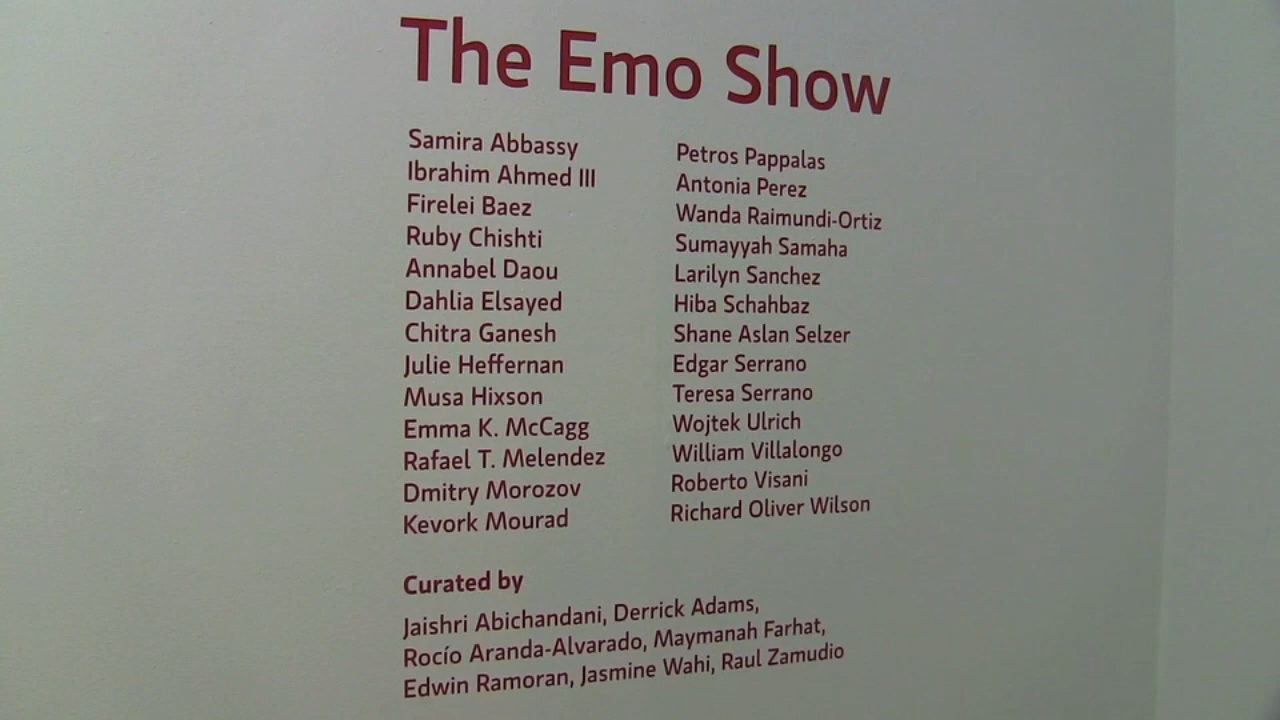 The Emo Show
Samira Abbassy
Ibrahim Ahmed III
Firelei Baez
Ruby Chishti
Annabel Daou
Dahlia Elsayed
Chitra Ganesh
Julie Heffernan
Musa Hixson
Emma K. McCagg
Rafael T. Melendez
Dmitry Morozov
Kevork Mourad
Petros Pappalas
Antonia Perez
Wanda Raimundi-Ortiz
Sumayyah Samaha
Larilyn Sanchez
Hiba Schahbaz
Shane Aslan Selzer
Edgar Serrano
Teresa Serrano
Wojtek Ulrich
William Villalongo
Roberto Visani
Richard Oliver Wilson
Curated by
Jaishri Abichandani, Derrick Adams,
Rocío Aranda-Alvarado, Maymanah Farhat,
Edwin Ramoran, Jasmine Wahi, Raul Zamudio